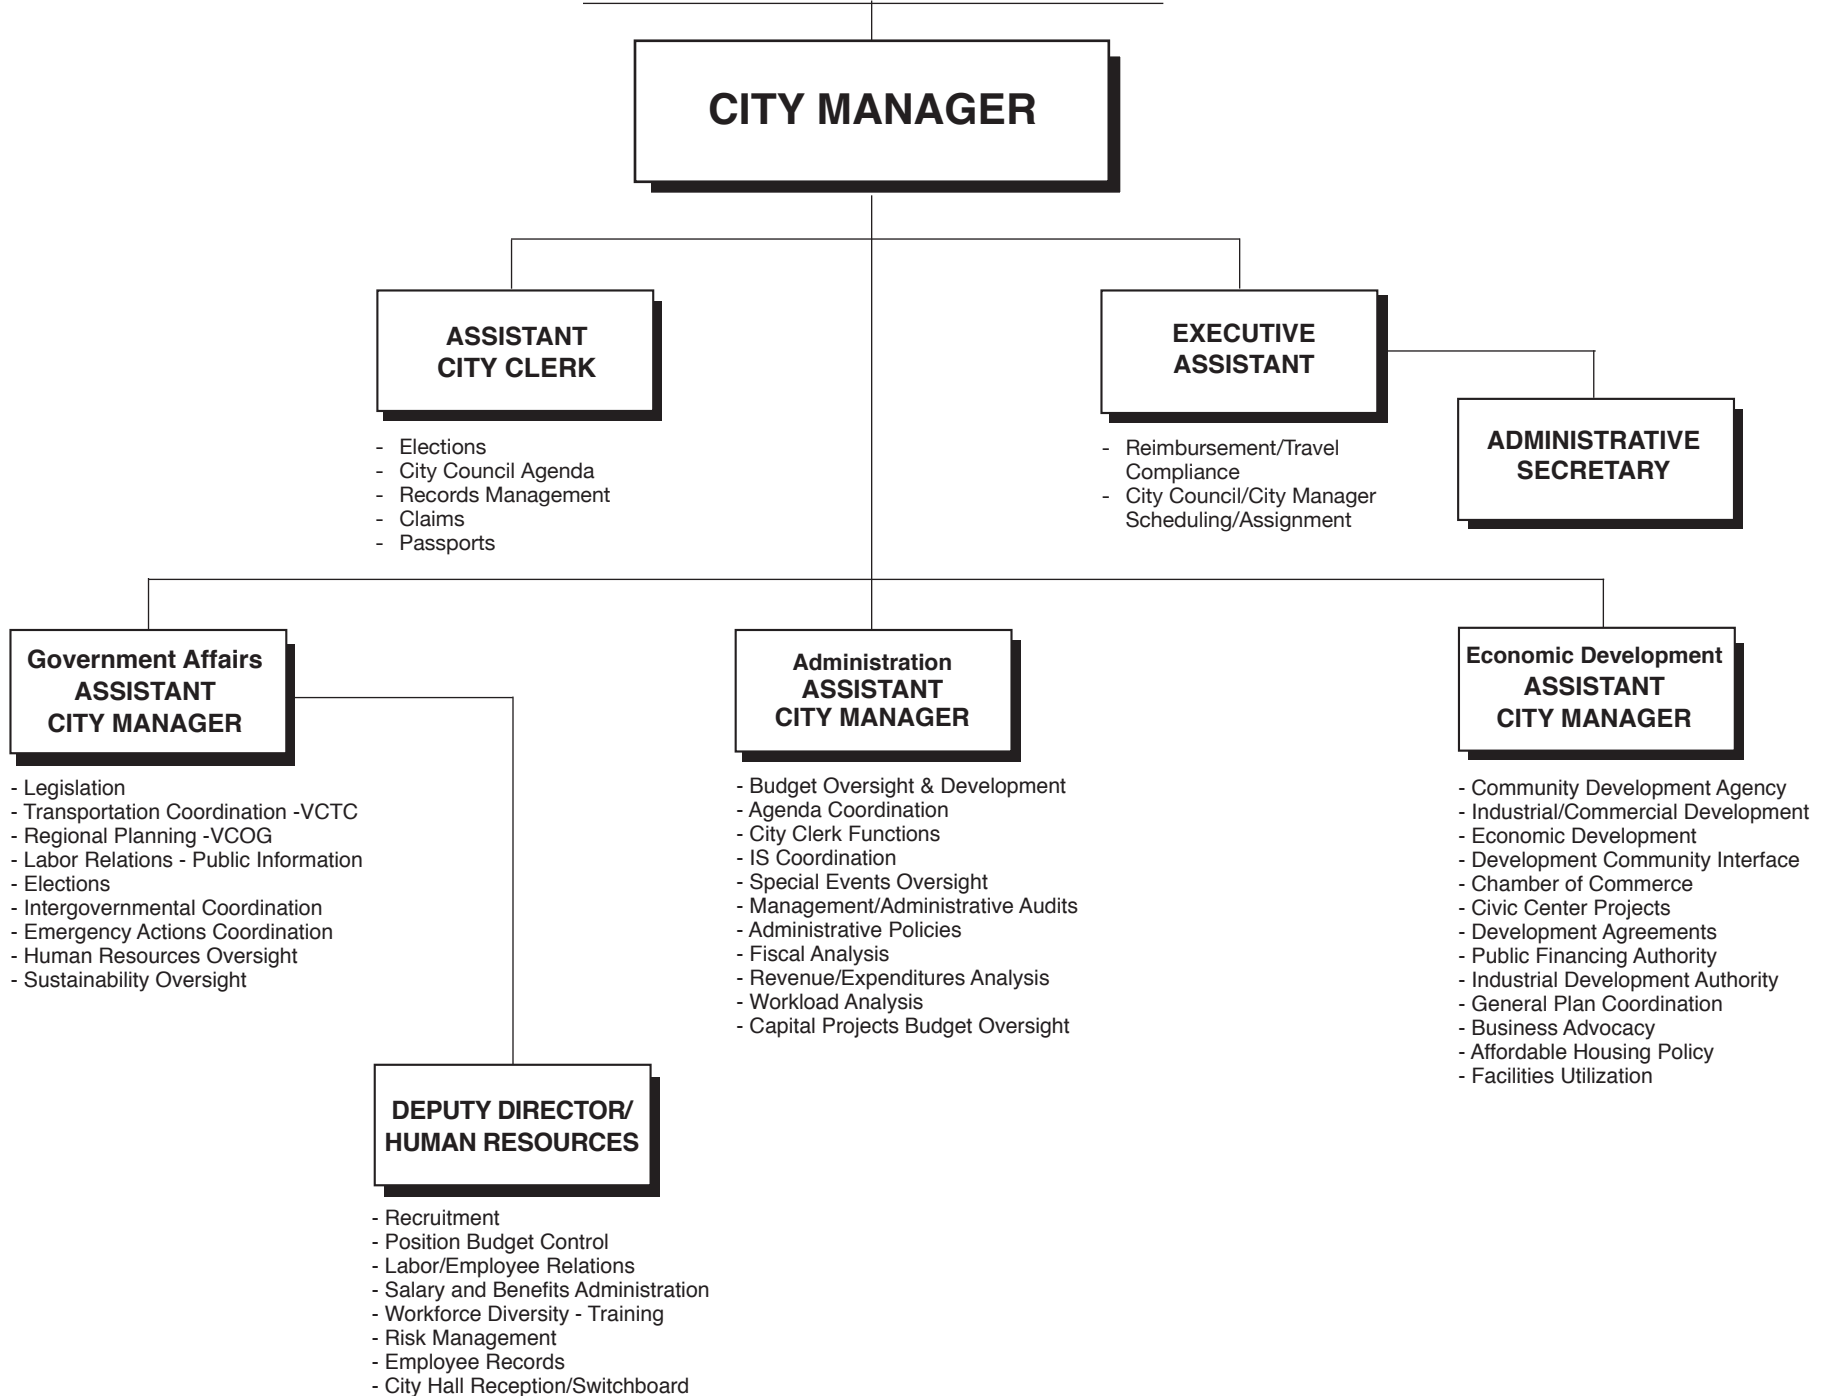 CITY MANAGER
ASSISTANT
CITY CLERK
- Elections
- City Council Agenda
- Records Management
- Claims
- Passports
EXECUTIVE
ASSISTANT
- Reimbursement/Travel
Compliance
- City Council/City Manager
Scheduling/Assignment
ADMINISTRATIVE
SECRETARY
Government Affairs
ASSISTANT
CITY MANAGER
- Legislation
- Transportation Coordination -VCTC
- Regional Planning -VCOG
- Labor Relations - Public Information
- Elections
- Intergovernmental Coordination
- Emergency Actions Coordination
- Human Resources Oversight
- Sustainability Oversight
Administration
ASSISTANT
CITY MANAGER
- Budget Oversight & Development
- Agenda Coordination
- City Clerk Functions
- IS Coordination
- Special Events Oversight
- Management/Administrative Audits
- Administrative Policies
- Fiscal Analysis
- Revenue/Expenditures Analysis
- Workload Analysis
- Capital Projects Budget Oversight
Economic Development
ASSISTANT
CITY MANAGER
- Community Development Agency
- Industrial/Commercial Development
- Economic Development
- Development Community Interface
- Chamber of Commerce
- Civic Center Projects
- Development Agreements
- Public Financing Authority
- Industrial Development Authority
- General Plan Coordination
- Business Advocacy
- Affordable Housing Policy
- Facilities Utilization
DEPUTY DIRECTOR/
HUMAN RESOURCES
- Recruitment
- Position Budget Control
- Labor/Employee Relations
- Salary and Benefits Administration
- Workforce Diversity - Training
- Risk Management
- Employee Records
- City Hall Reception/Switchboard